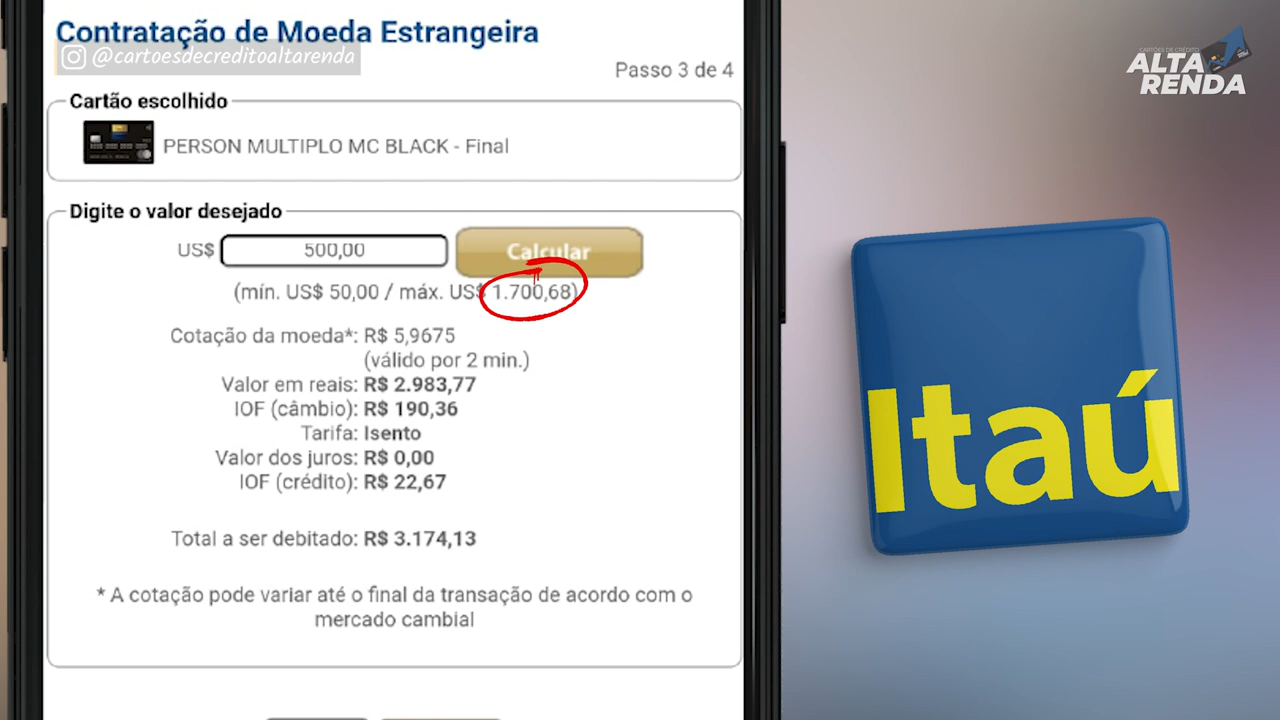 Contratação de Moeda Estrangeira
@cartoesdecreditoaltarenda
Passo 3 de 4
Cartão escolhido
PERSON MULTIPLO MC BLACK - Final
Digite o valor desejado
US$ 500,00 Calcular
(mín. US$ 50,00 / máx. US$ 1.700,68)
Cotação da moeda*: R$ 5,9675
(válido por 2 min.)
Valor em reais: R$ 2.983,77
IOF (câmbio): R$ 190,36
Tarifa: Isento
Valor dos juros: R$ 0,00
IOF (crédito): R$ 22,67
Total a ser debitado: R$ 3.174,13
* A cotação pode variar até o final da transação de acordo com o
mercado cambial
CARTÕES DE CRÉDITO
ALTA
RENDA
Itaú